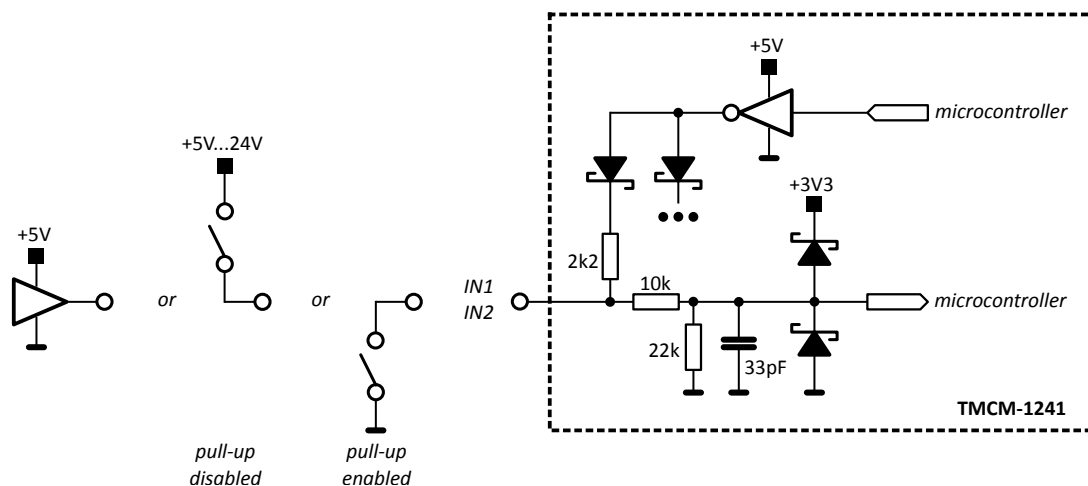 +5V
microcontroller
+5V...24V
+3V3
+5V
2k2
10k
or
or
IN1
IN2
microcontroller
22k
33pF
TMCM-1241
pull-up
disabled
pull-up
enabled